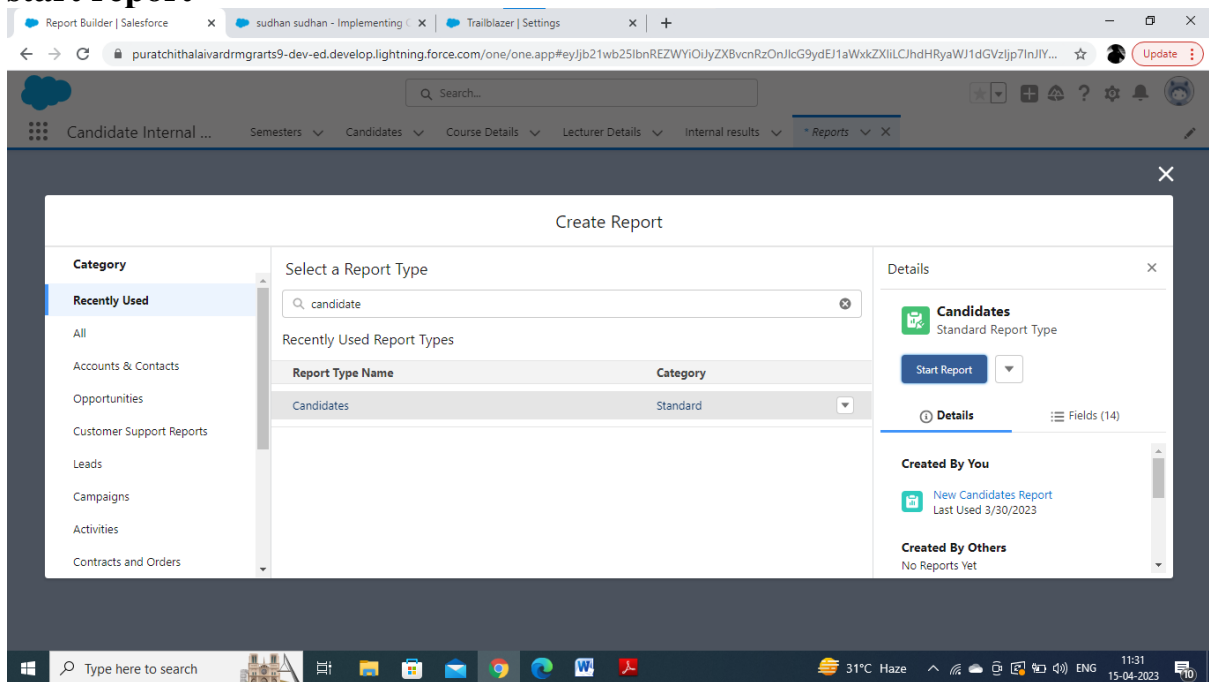 start report
Report Builder | Salesforce
sudhan sudhan - Implementing C
Trailblazer | Settings
puratchithalaivardrmgrarts9-dev-ed.develop.lightning.force.com/one/one.app#
Update
Search...
Candidate Internal ...
Semesters
Candidates
Course Details
Lecturer Details
Internal results
* Reports
Create Report
Category
Recently Used
All
Accounts & Contacts
Opportunities
Customer Support Reports
Leads
Campaigns
Activities
Contracts and Orders
Select a Report Type
candidate
Recently Used Report Types
Report Type Name Category
Candidates Standard
Details
Candidates
Standard Report Type
Start Report
Details Fields (14)
Created By You
New Candidates Report
Last Used 3/30/2023
Created By Others
No Reports Yet
Type here to search
31°C Haze
ENG
11:31
15-04-2023
10